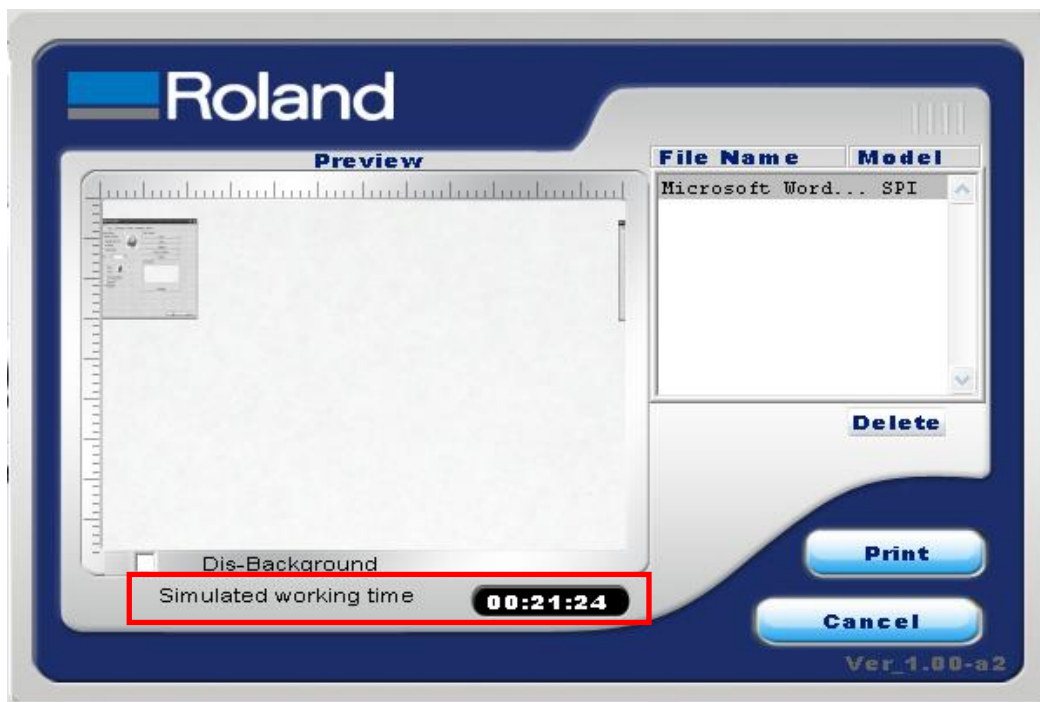 Roland
Preview
File Name Model
Microsoft Word... SPI
Delete
Dis-Background
Simulated working time 00:21:24
Print
Cancel
Ver_1.00-a2